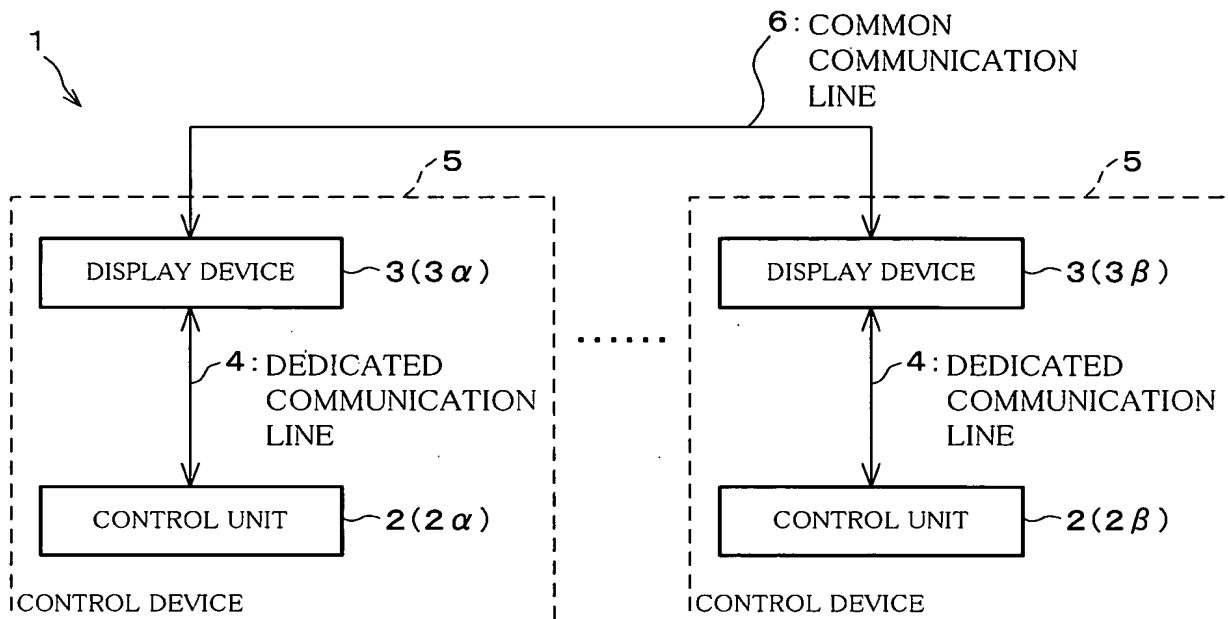 1
6: COMMON
COMMUNICATION
LINE
5
5
DISPLAY DEVICE
3(3α)
DISPLAY DEVICE
3(3β)
......
4: DEDICATED
COMMUNICATION
LINE
4: DEDICATED
COMMUNICATION
LINE
CONTROL UNIT
2(2α)
CONTROL UNIT
2(2β)
CONTROL DEVICE
CONTROL DEVICE